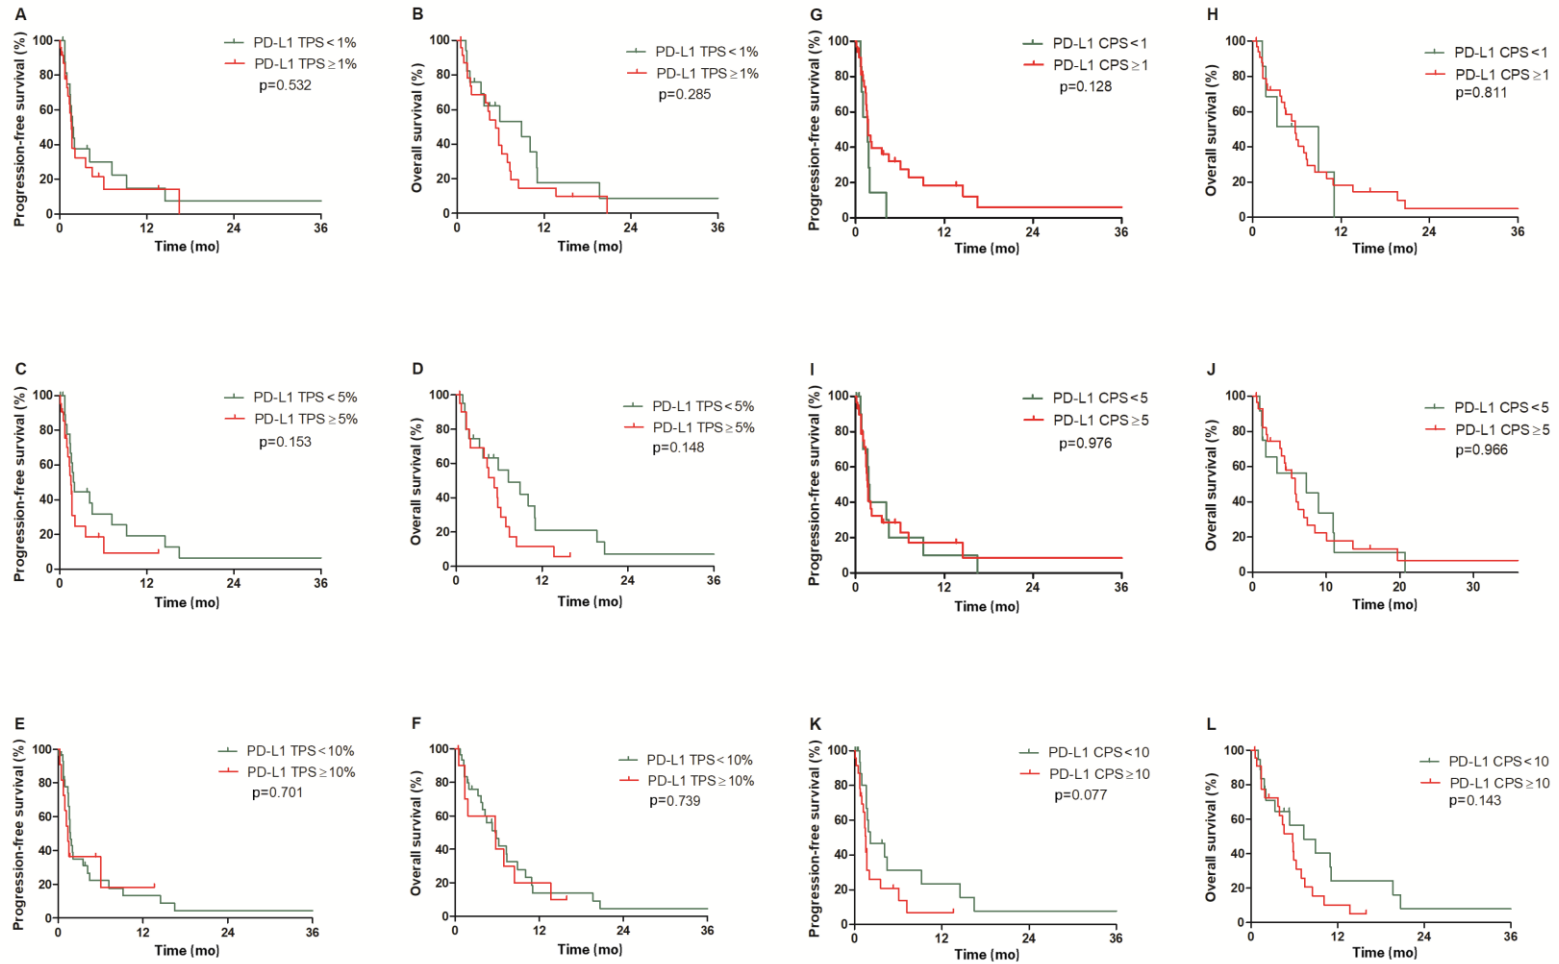 A
Progression-free survival (%)
100
80
60
40
20
0
0 12 24 36
Time (mo)
PD-L1 TPS < 1%
PD-L1 TPS ≥ 1%
p=0.532
B
Overall survival (%)
100
80
60
40
20
0
0 12 24 36
Time (mo)
PD-L1 TPS < 1%
PD-L1 TPS ≥ 1%
p=0.285
G
Progression-free survival (%)
100
80
60
40
20
0
0 12 24 36
Time (mo)
PD-L1 CPS < 1
PD-L1 CPS ≥ 1
p=0.128
H
Overall survival (%)
100
80
60
40
20
0
0 12 24 36
Time (mo)
PD-L1 CPS < 1
PD-L1 CPS ≥ 1
p=0.811
C
Progression-free survival (%)
100
80
60
40
20
0
0 12 24 36
Time (mo)
PD-L1 TPS < 5%
PD-L1 TPS ≥ 5%
p=0.153
D
Overall survival (%)
100
80
60
40
20
0
0 12 24 36
Time (mo)
PD-L1 TPS < 5%
PD-L1 TPS ≥ 5%
p=0.148
I
Progression-free survival (%)
100
80
60
40
20
0
0 12 24 36
Time (mo)
PD-L1 CPS < 5
PD-L1 CPS ≥ 5
p=0.976
J
Overall survival (%)
100
80
60
40
20
0
0 10 20 30
Time (mo)
PD-L1 CPS < 5
PD-L1 CPS ≥ 5
p=0.966
E
Progression-free survival (%)
100
80
60
40
20
0
0 12 24 36
Time (mo)
PD-L1 TPS < 10%
PD-L1 TPS ≥ 10%
p=0.701
F
Overall survival (%)
100
80
60
40
20
0
0 12 24 36
Time (mo)
PD-L1 TPS < 10%
PD-L1 TPS ≥ 10%
p=0.739
K
Progression-free survival (%)
100
80
60
40
20
0
0 12 24 36
Time (mo)
PD-L1 CPS < 10
PD-L1 CPS ≥ 10
p=0.077
L
Overall survival (%)
100
80
60
40
20
0
0 12 24 36
Time (mo)
PD-L1 CPS < 10
PD-L1 CPS ≥ 10
p=0.143